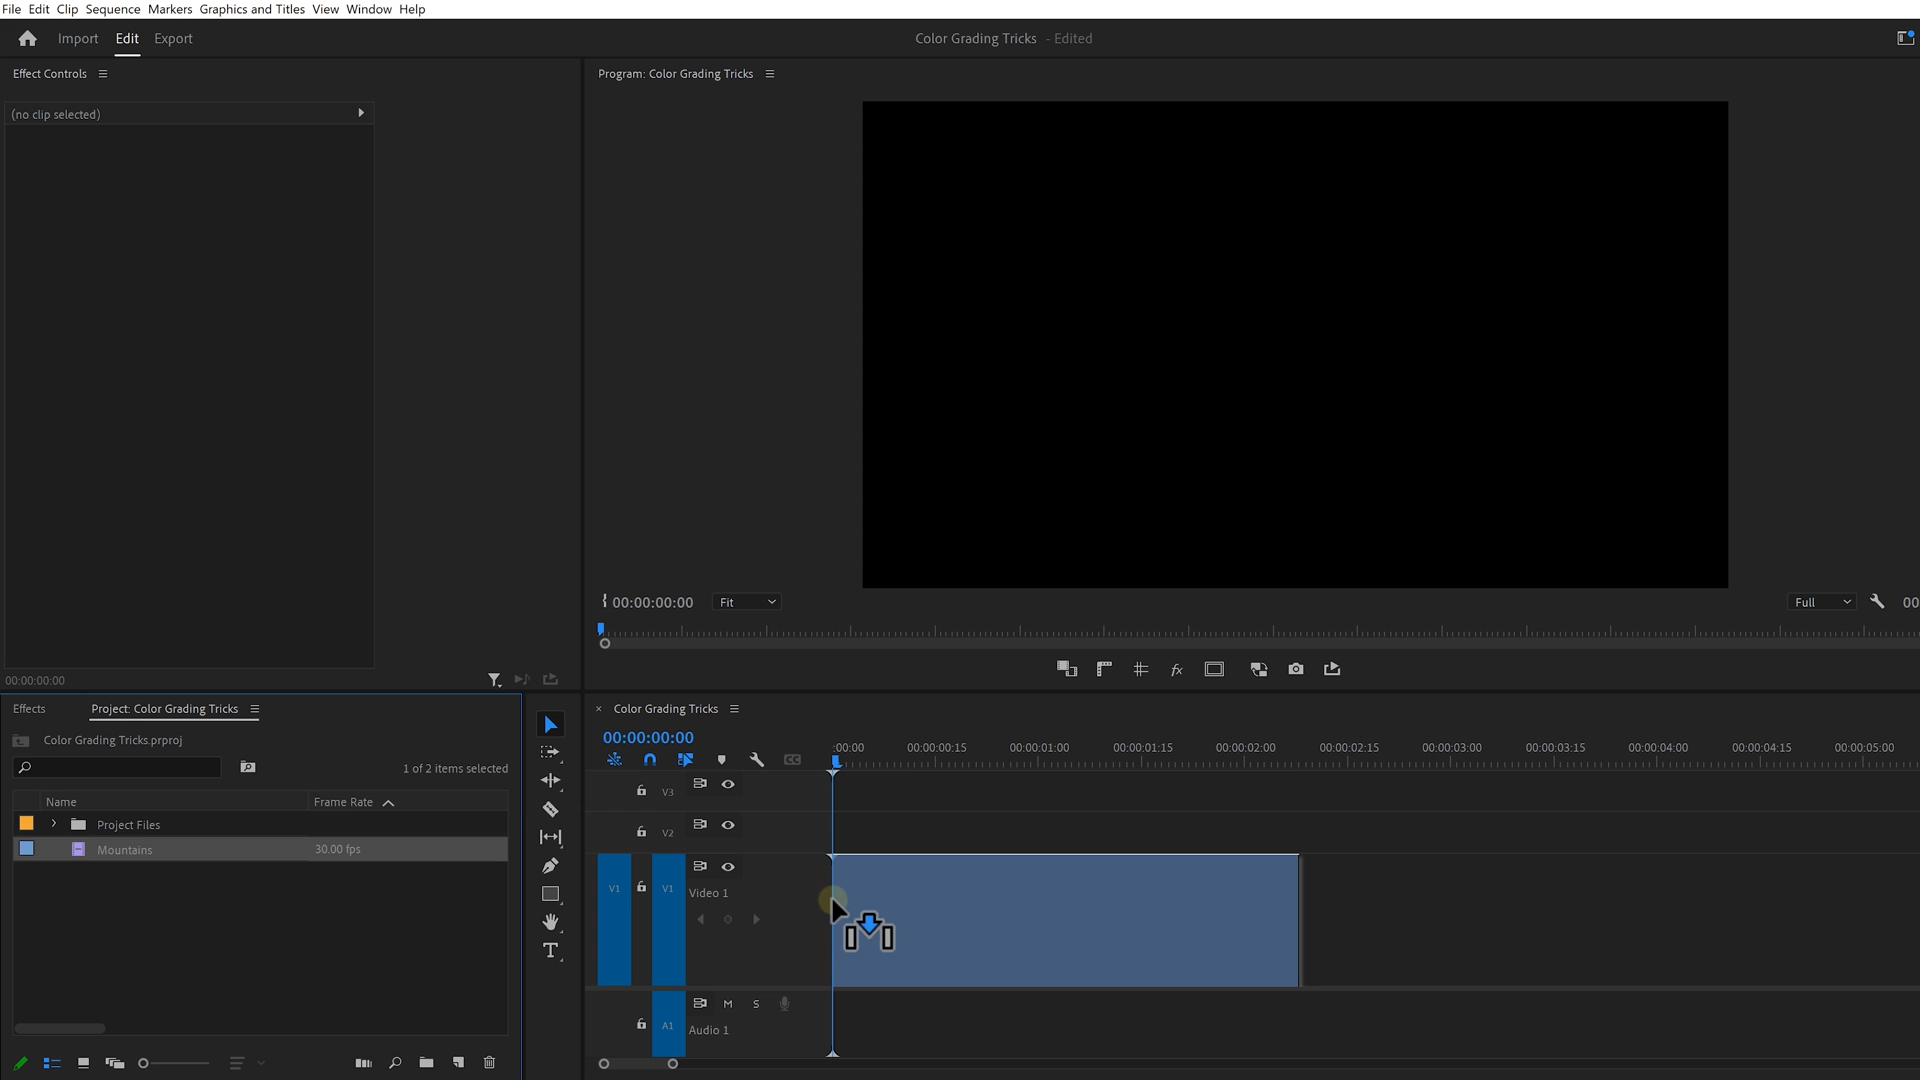 File Edit Clip Sequence Markers Graphics and Titles View Window Help
Import Edit Export
Color Grading Tricks - Edited
Effect Controls
Program: Color Grading Tricks
(no clip selected)
00:00:00:00 Fit
Full 00
00:00:00:00
Effects Project: Color Grading Tricks
Color Grading Tricks.prproj
1 of 2 items selected
Name Frame Rate
Project Files
Mountains 30.00 fps
Color Grading Tricks
00:00:00:00
CC
:00:00 00:00:00:15 00:00:01:00 00:00:01:15 00:00:02:00 00:00:02:15 00:00:03:00 00:00:03:15 00:00:04:00 00:00:04:15 00:00:05:00
V3
V2
V1 V1 Video 1
M S
A1 Audio 1